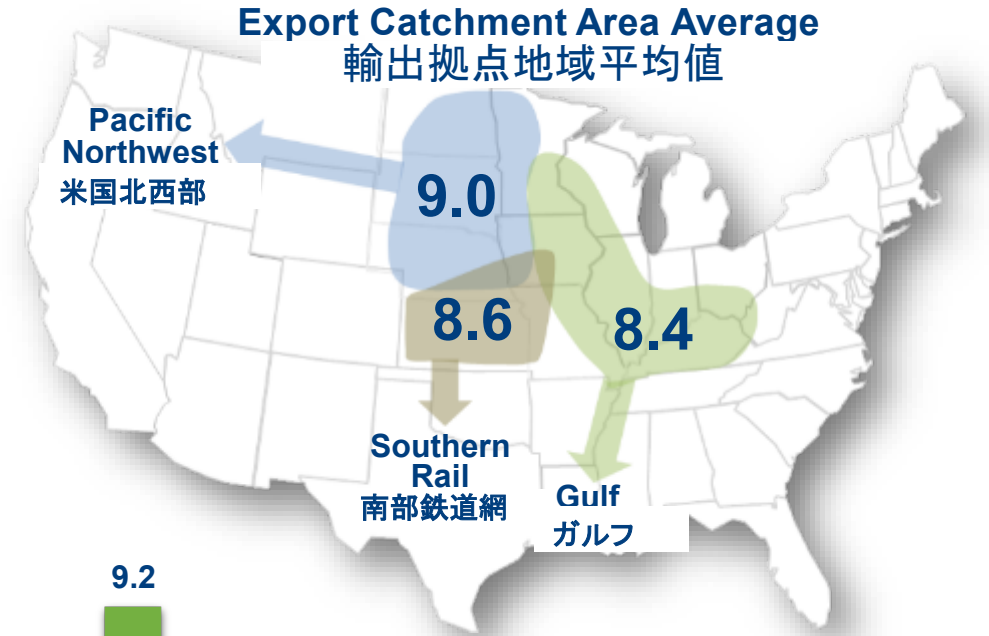 Export Catchment Area Average
輸出拠点地域平均値
Pacific
Northwest
米国北西部
9.0
8.6
8.4
Southern
Rail
南部鉄道網
Gulf
ガルフ
9.2